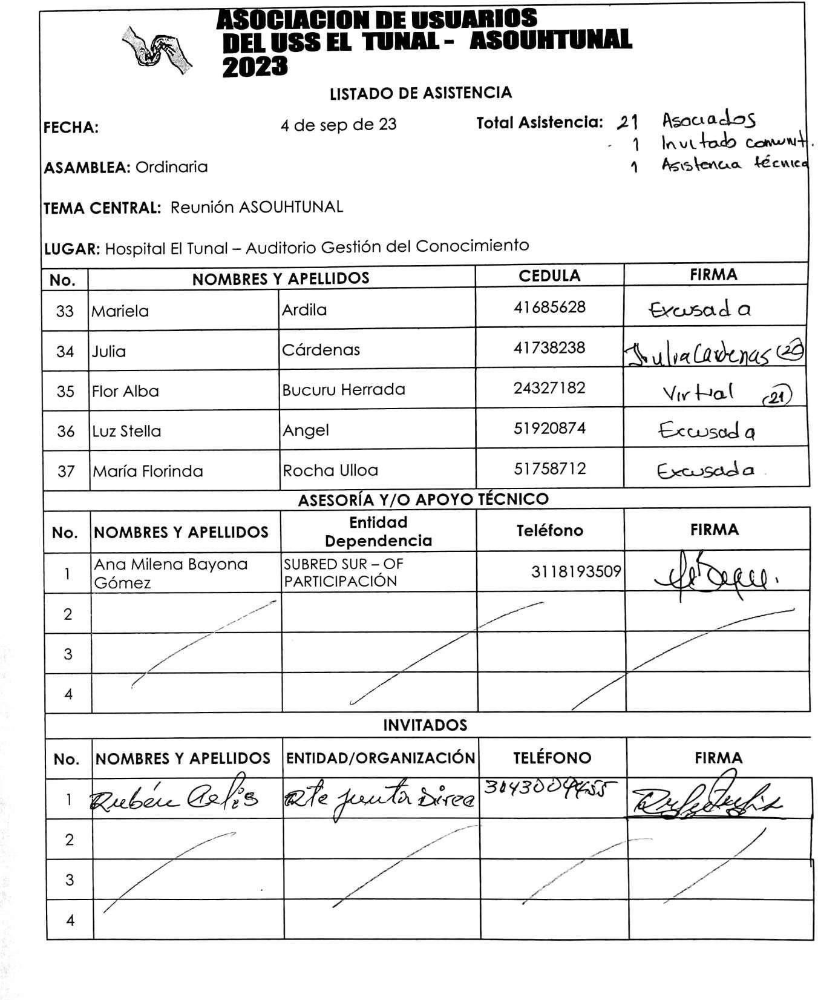 ASOCIACION DE USUARIOS
DEL USS EL TUNAL - ASOUHTUNAL
2023
LISTADO DE ASISTENCIA
FECHA: 4 de sep de 23 Total Asistencia: 21 Asociados
1 Invitado comunit.
ASAMBLEA: Ordinaria 1 Asistencia técnica
TEMA CENTRAL: Reunión ASOUHTUNAL
LUGAR: Hospital El Tunal – Auditorio Gestión del Conocimiento
No. NOMBRES Y APELLIDOS CEDULA FIRMA
33 Mariela Ardila 41685628 Excusada
34 Julia Cárdenas 41738238 Julia Cardenas (20)
35 Flor Alba Bucuru Herrada 24327182 Virtual (21)
36 Luz Stella Angel 51920874 Excusada
37 María Florinda Rocha Ulloa 51758712 Excusada
ASESORÍA Y/O APOYO TÉCNICO
No. NOMBRES Y APELLIDOS Entidad Dependencia Teléfono FIRMA
1 Ana Milena Bayona Gómez SUBRED SUR – OF PARTICIPACIÓN 3118193509
2
3
4
INVITADOS
No. NOMBRES Y APELLIDOS ENTIDAD/ORGANIZACIÓN TELÉFONO FIRMA
1 Rubén Celis Rte junta Direc 3043009455
2
3
4